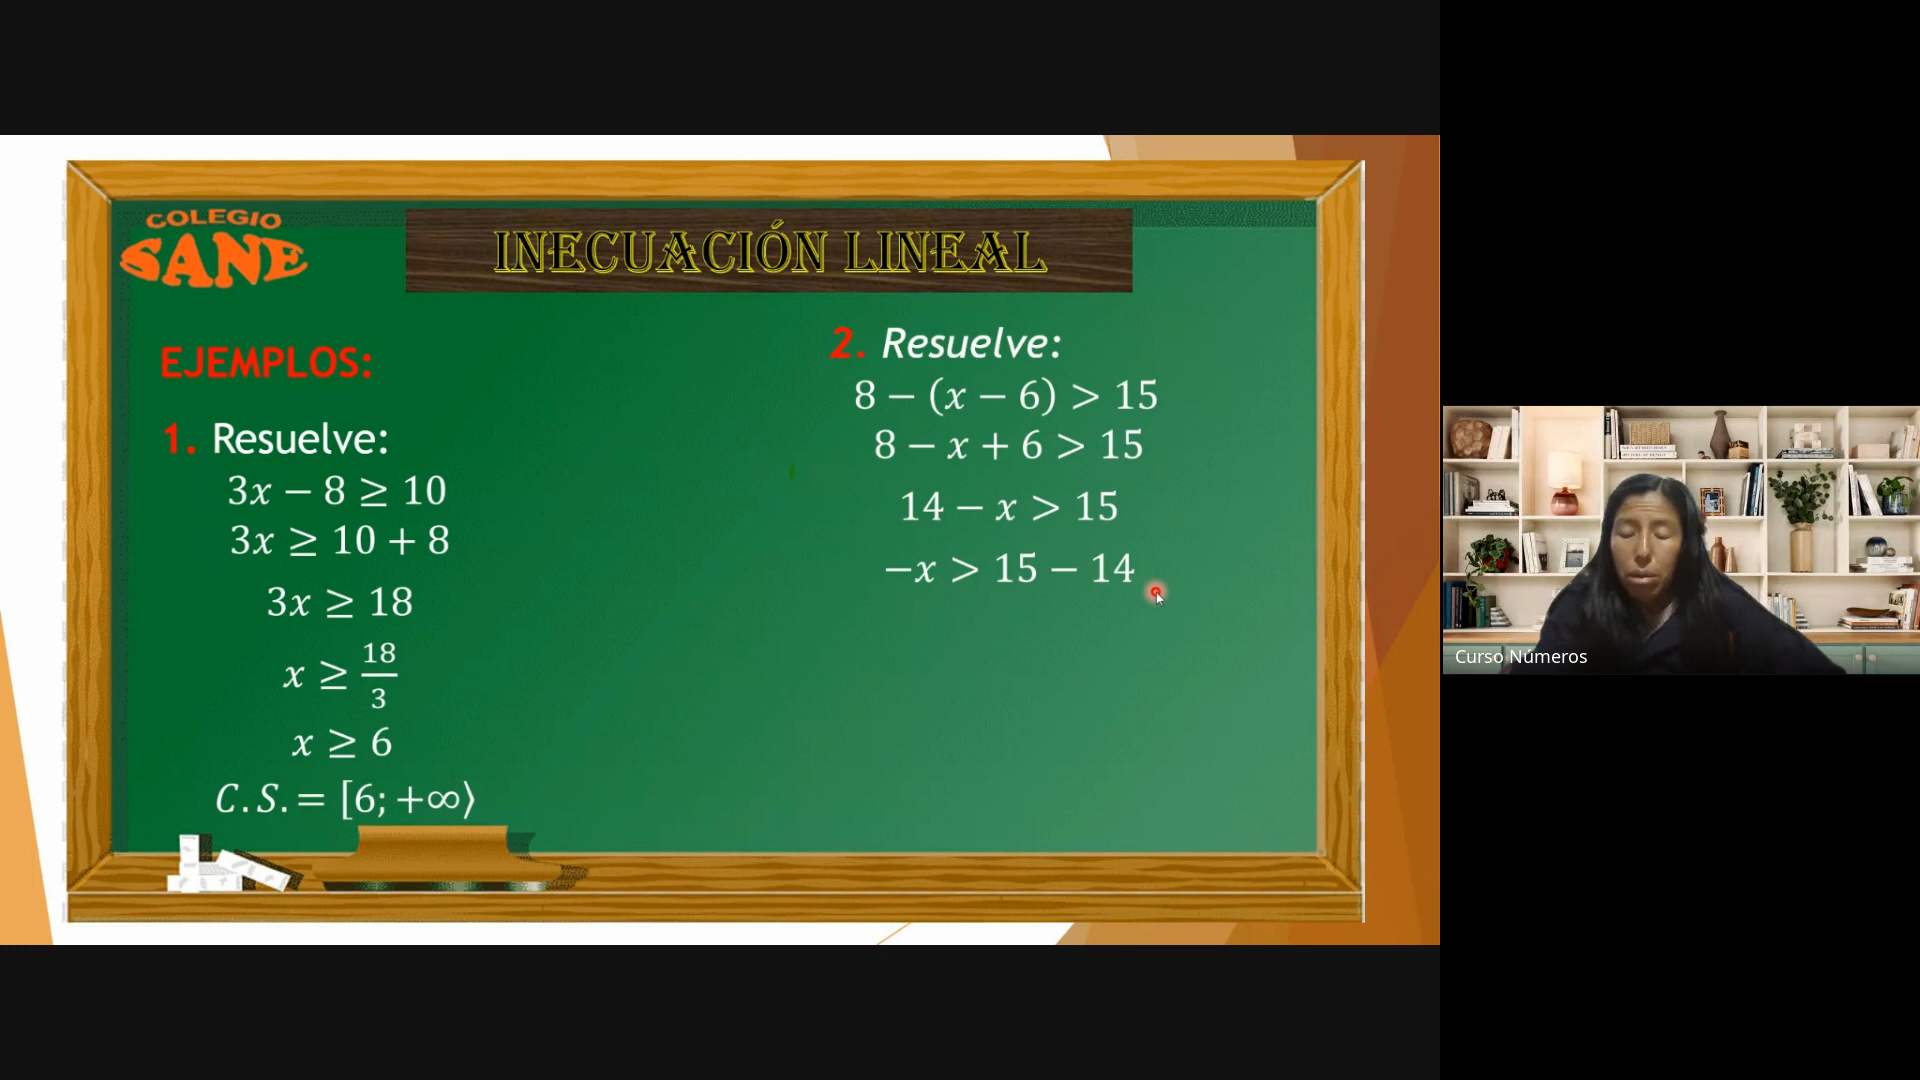 COLEGIO
SANE
INECUACIÓN LINEAL
EJEMPLOS:
1. Resuelve:
3x − 8 ≥ 10
3x ≥ 10 + 8
3x ≥ 18
x ≥ 18/3
x ≥ 6
C.S.= [6; +∞⟩
2. Resuelve:
8 − (x − 6) > 15
8 − x + 6 > 15
14 − x > 15
−x > 15 − 14
Curso Números